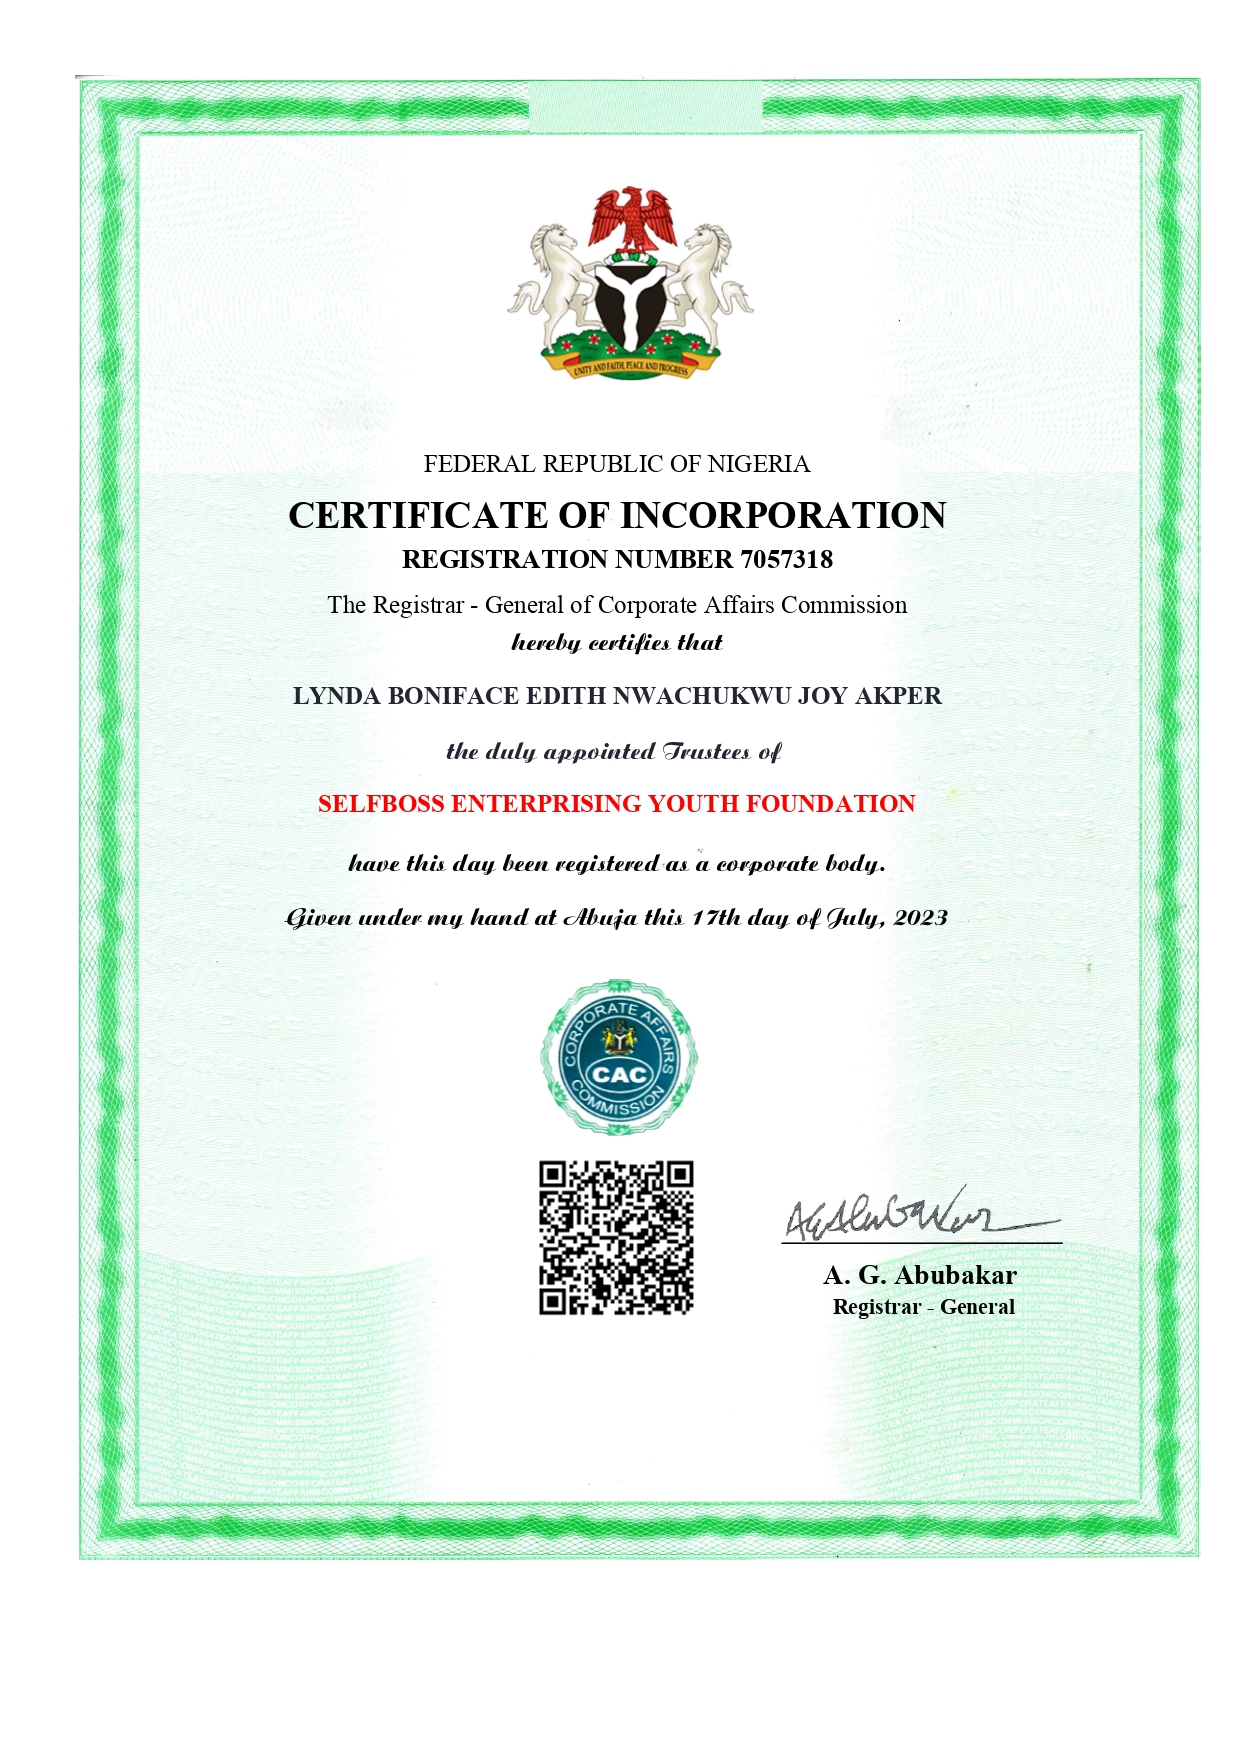 UNITY AND FAITH, PEACE AND PROGRESS
FEDERAL REPUBLIC OF NIGERIA
CERTIFICATE OF INCORPORATION
REGISTRATION NUMBER 7057318
The Registrar - General of Corporate Affairs Commission
hereby certifies that
LYNDA BONIFACE EDITH NWACHUKWU JOY AKPER
the duly appointed Trustees of
SELFBOSS ENTERPRISING YOUTH FOUNDATION
have this day been registered as a corporate body.
Given under my hand at Abuja this 17th day of July, 2023
CORPORATE AFFAIRS
CAC
COMMISSION
A. G. Abubakar
Registrar - General